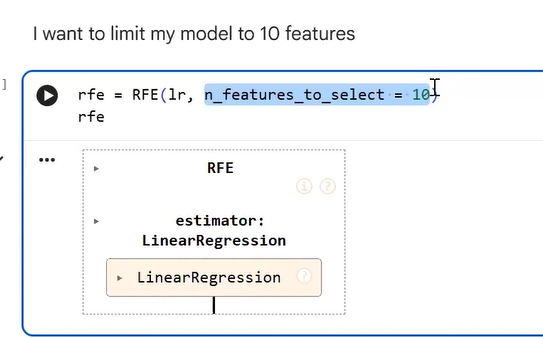 I want to limit my model to 10 features
]
rfe = RFE(lr, n_features_to_select = 10)
rfe
RFE
i ?
estimator:
LinearRegression
LinearRegression ?